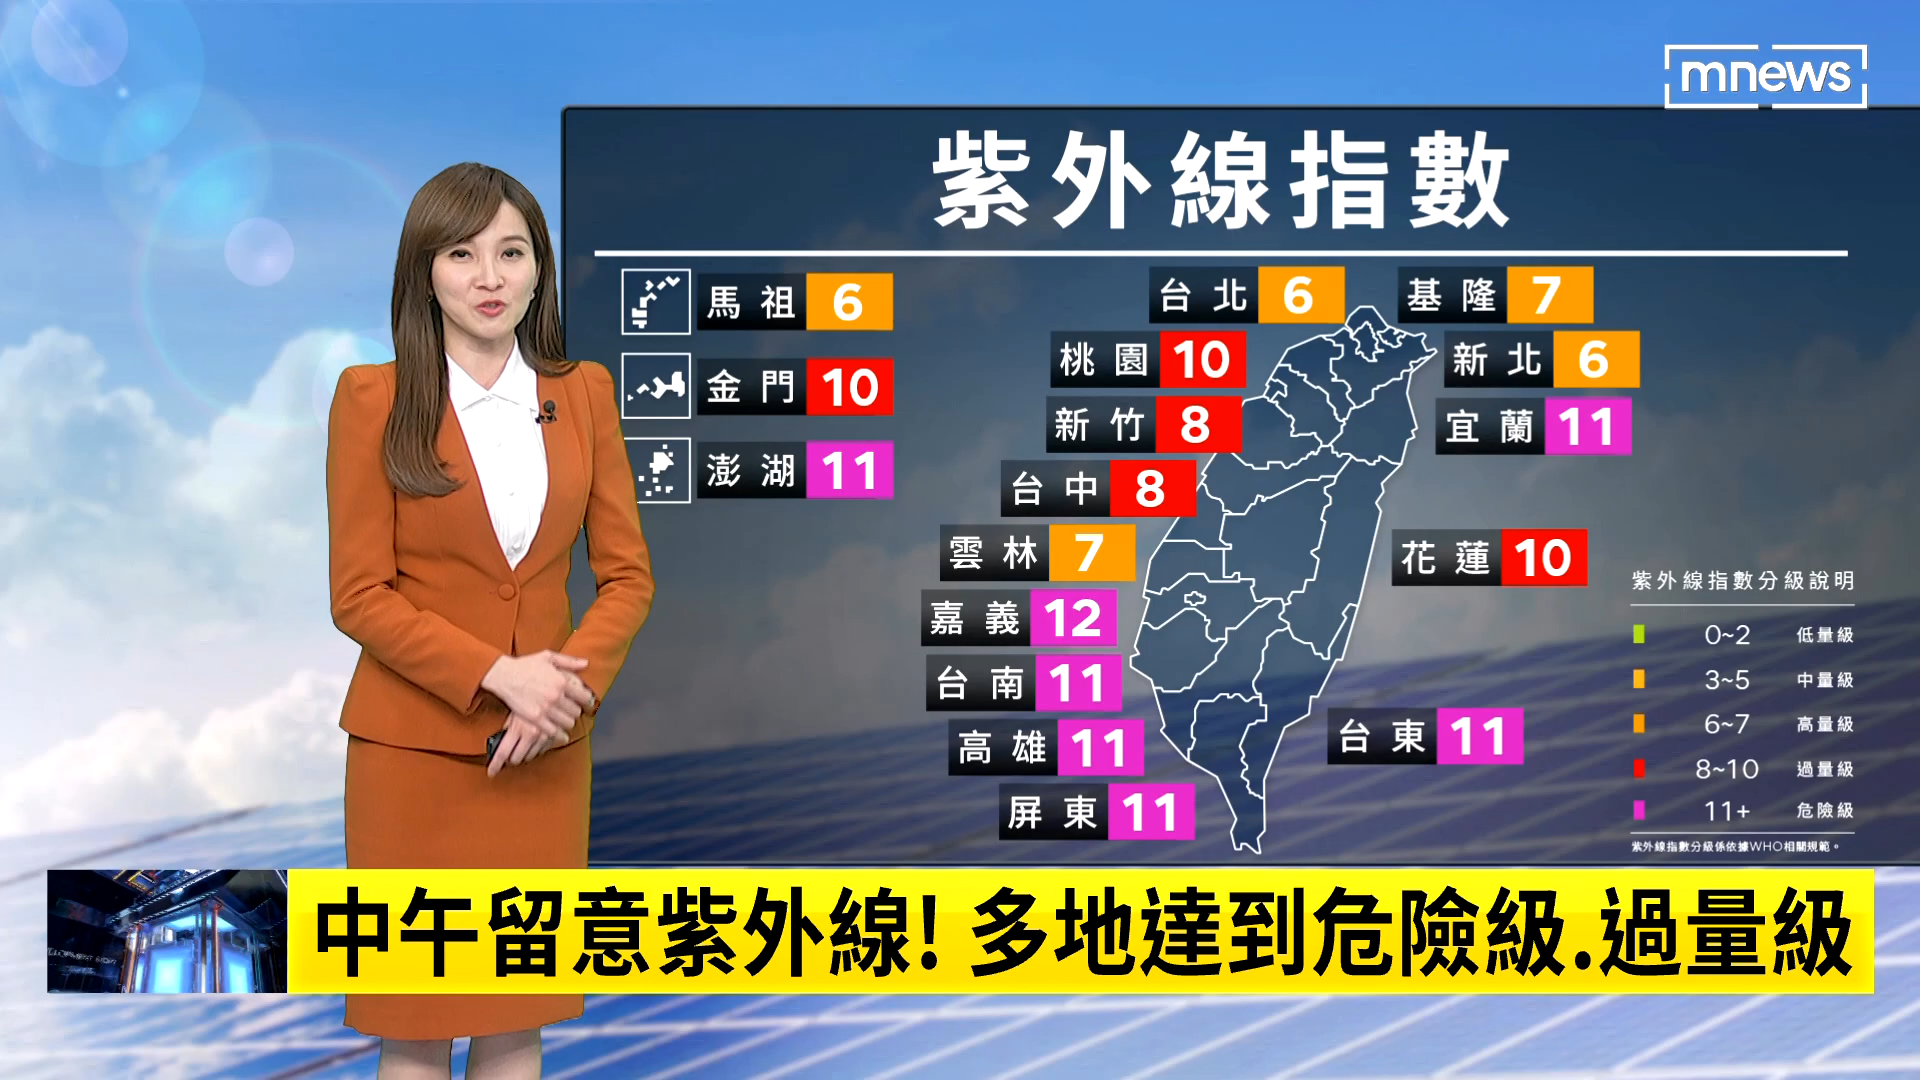 mnews
紫外線指數
馬祖 6
金門 10
澎湖 11
台北 6
基隆 7
桃園 10
新北 6
新竹 8
宜蘭 11
台中 8
雲林 7
花蓮 10
嘉義 12
台南 11
高雄 11
台東 11
屏東 11
紫外線指數分級說明
0~2 低量級
3~5 中量級
6~7 高量級
8~10 過量級
11+ 危險級
紫外線指數分級係依據WHO相關規範。
中午留意紫外線! 多地達到危險級.過量級